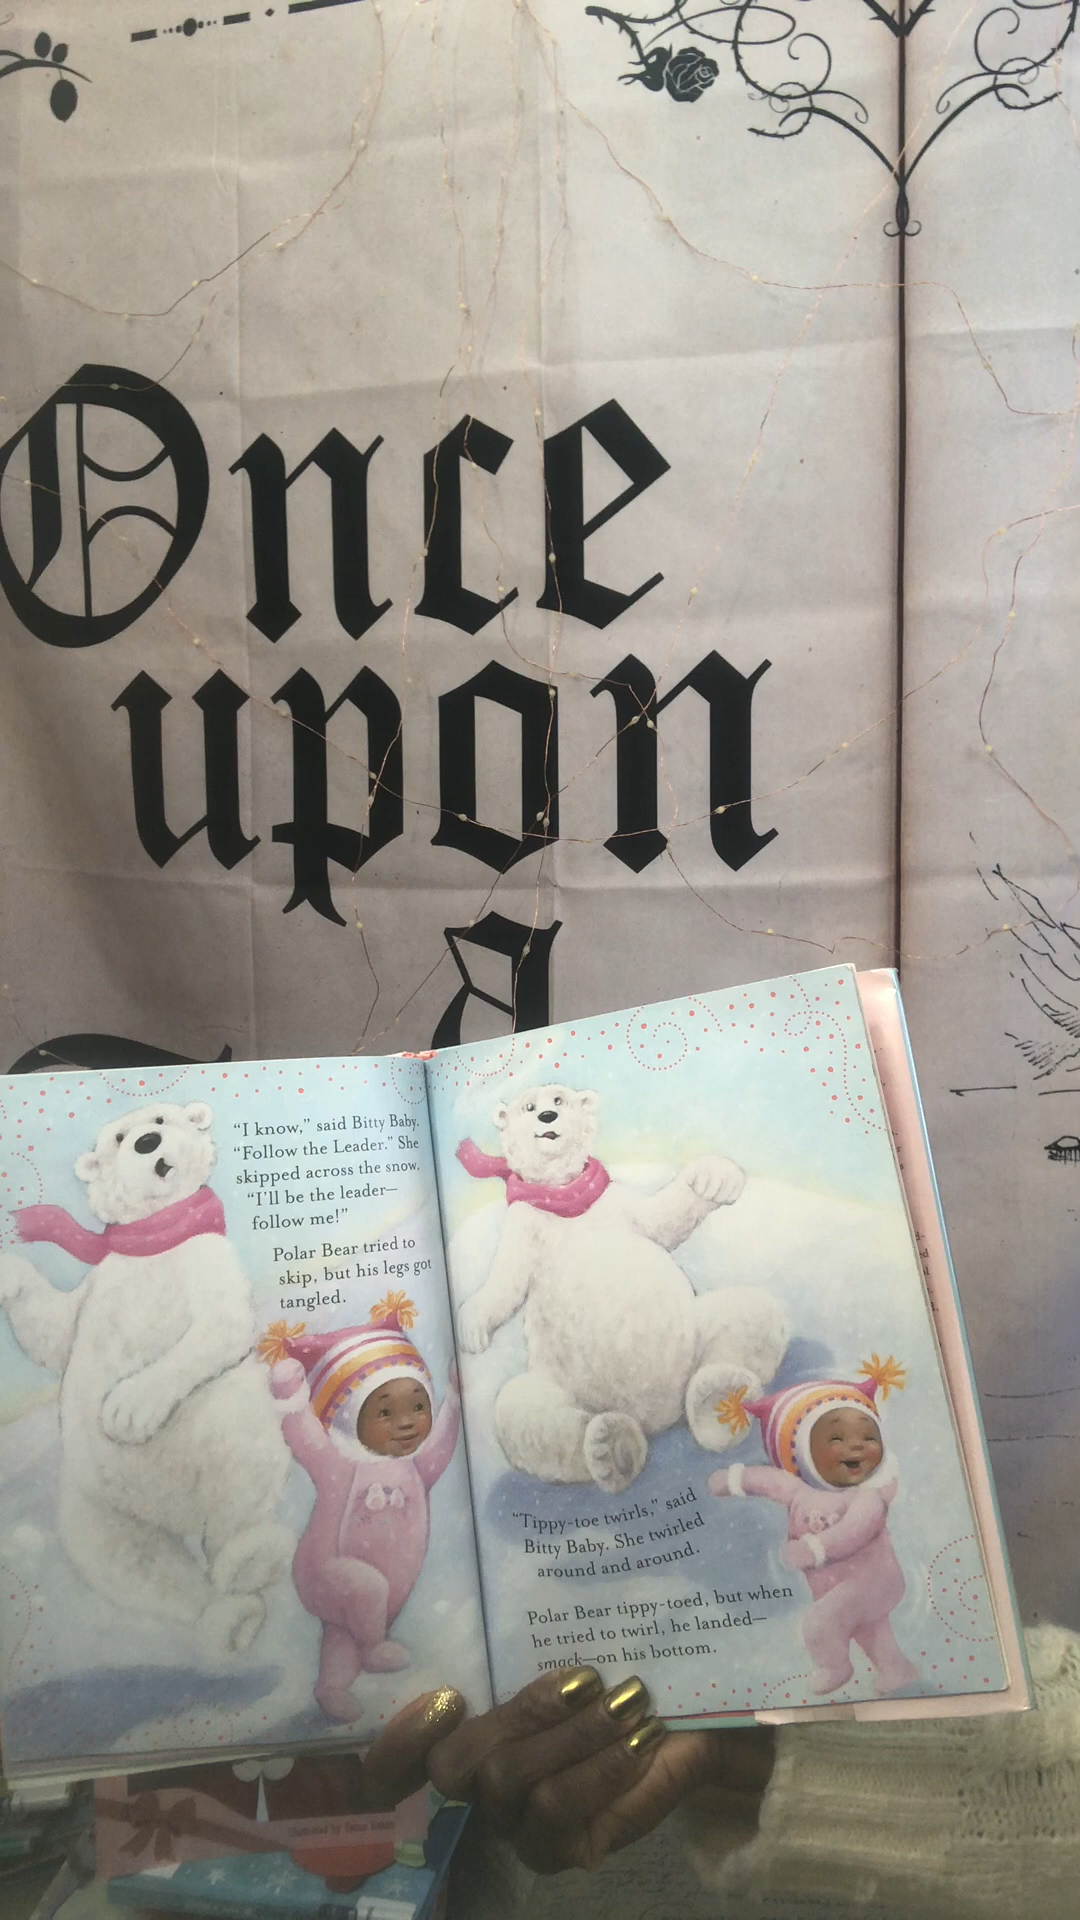 Once
upon
a
"I know," said Bitty Baby.
"Follow the Leader." She
skipped across the snow.
"I'll be the leader—
follow me!"
Polar Bear tried to
skip, but his legs got
tangled.
"Tippy-toe twirls," said
Bitty Baby. She twirled
around and around.
Polar Bear tippy-toed, but when
he tried to twirl, he landed—
smack—on his bottom.